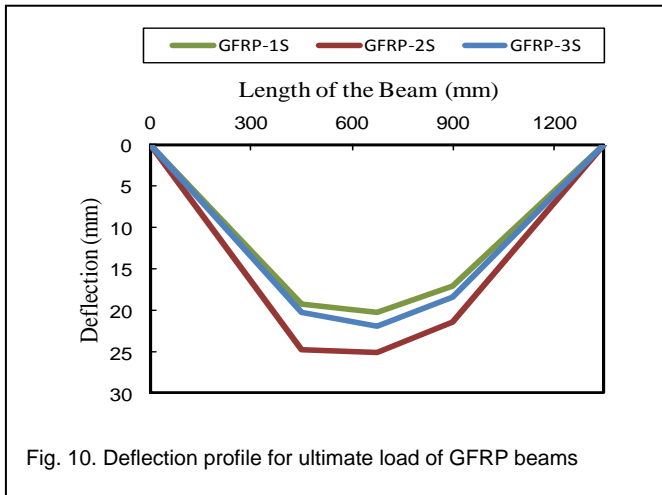 GFRP-1S GFRP-2S GFRP-3S
Length of the Beam (mm)
0 300 600 900 1200
0
5
10
15
20
25
30
Deflection (mm)
Fig. 10. Deflection profile for ultimate load of GFRP beams